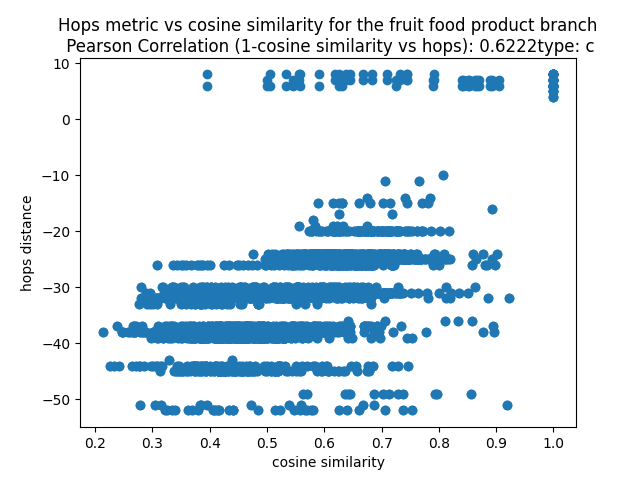 Hops metric vs cosine similarity for the fruit food product branch
Pearson Correlation (1-cosine similarity vs hops): 0.6222type: c
10
0
−10
−20
−30
−40
−50
hops distance
0.2 0.3 0.4 0.5 0.6 0.7 0.8 0.9 1.0
cosine similarity